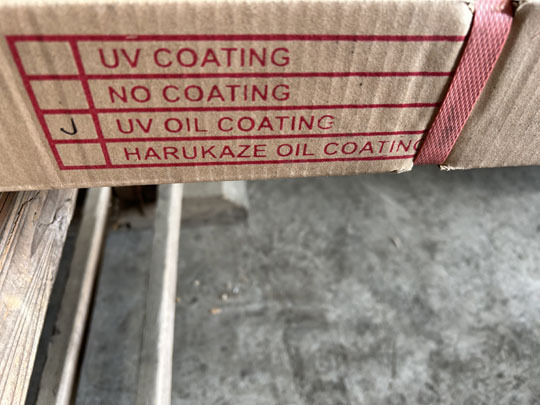 UV COATING
NO COATING
UV OIL COATING
HARUKAZE OIL COATING